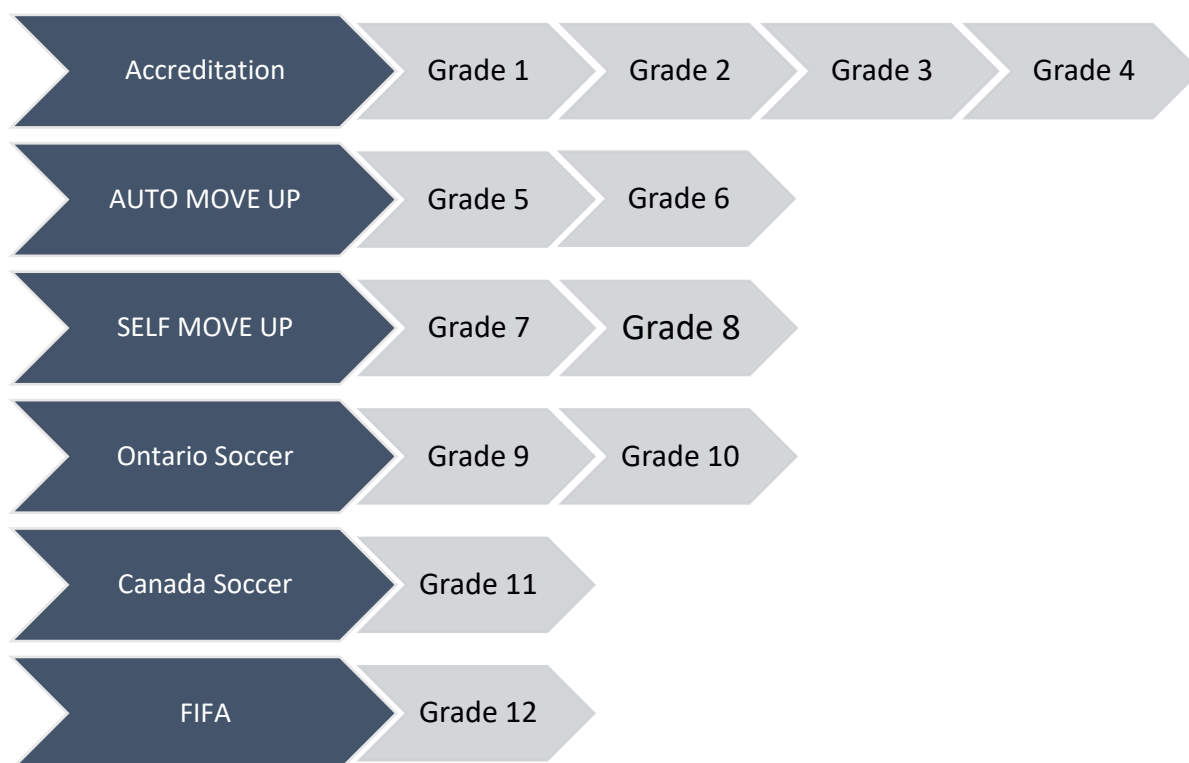 Accreditation Grade 1 Grade 2 Grade 3 Grade 4
AUTO MOVE UP Grade 5 Grade 6
SELF MOVE UP Grade 7 Grade 8
Ontario Soccer Grade 9 Grade 10
Canada Soccer Grade 11
FIFA Grade 12